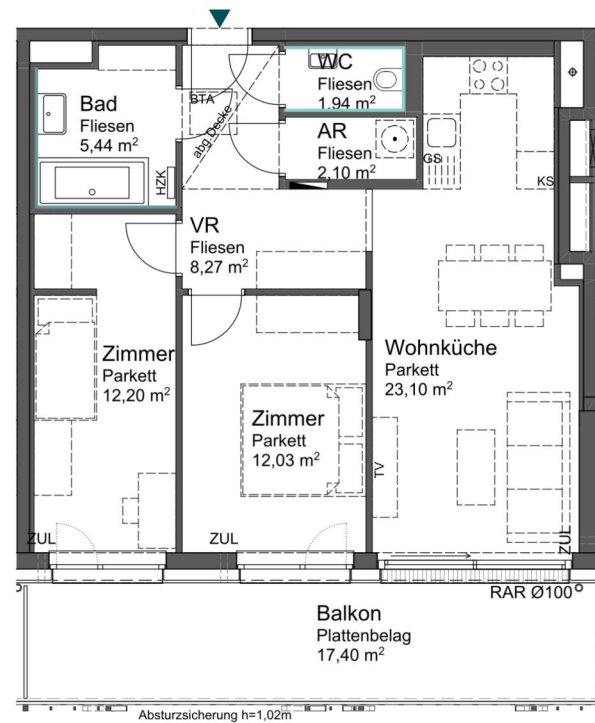 WC
Fliesen
1,94 m²
Bad
Fliesen
5,44 m²
BTA
abg.Decke
AR
Fliesen
2,10 m²
GS
KS
HZK
VR
Fliesen
8,27 m²
Zimmer
Parkett
12,20 m²
Wohnküche
Parkett
23,10 m²
Zimmer
Parkett
12,03 m²
TV
ZUL
ZUL
ZUL
RAR Ø100
Balkon
Plattenbelag
17,40 m²
Absturzsicherung h=1,02m